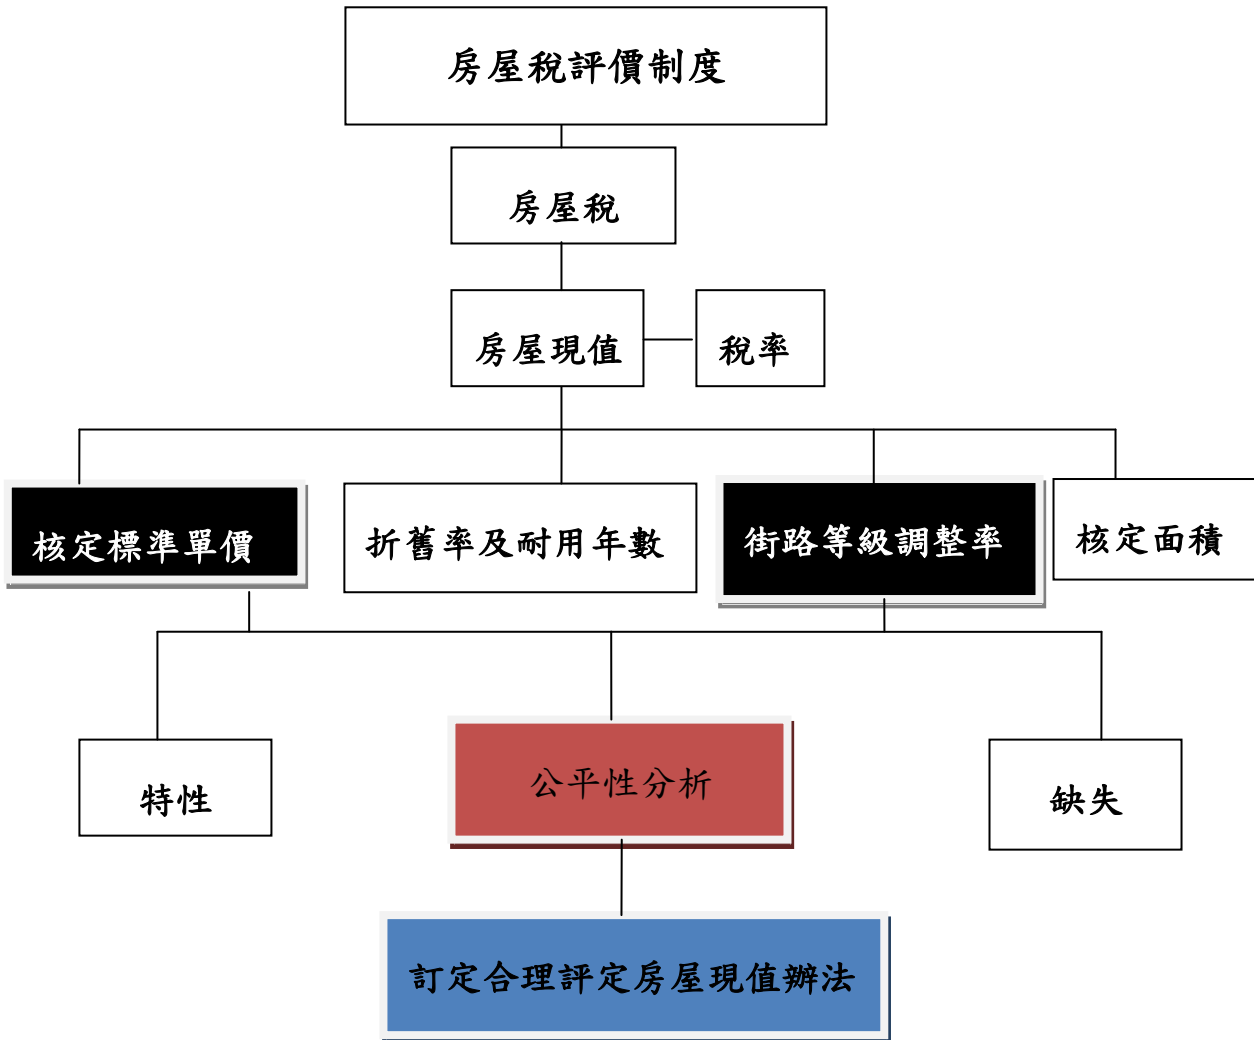 房屋稅評價制度
房屋稅
房屋現值
稅率
核定標準單價
折舊率及耐用年數
街路等級調整率
核定面積
特性
公平性分析
缺失
訂定合理評定房屋現值辦法